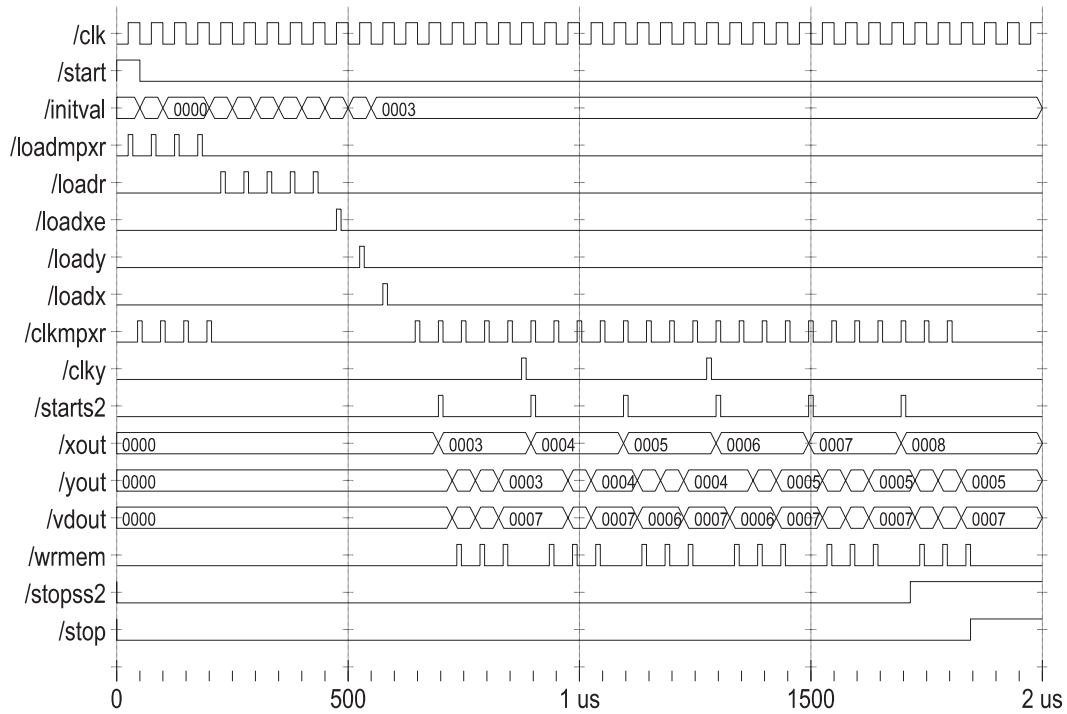 /clk
/start
/initval 0000 0003
/loadmpxr
/loadr
/loadxe
/loady
/loadx
/clkmpxr
/clky
/starts2
/xout 0000 0003 0004 0005 0006 0007 0008
/yout 0000 0003 0004 0004 0005 0005 0005
/vdout 0000 0007 0007 0006 0007 0006 0007 0007 0007
/wrmem
/stopss2
/stop
0 500 1 us 1500 2 us